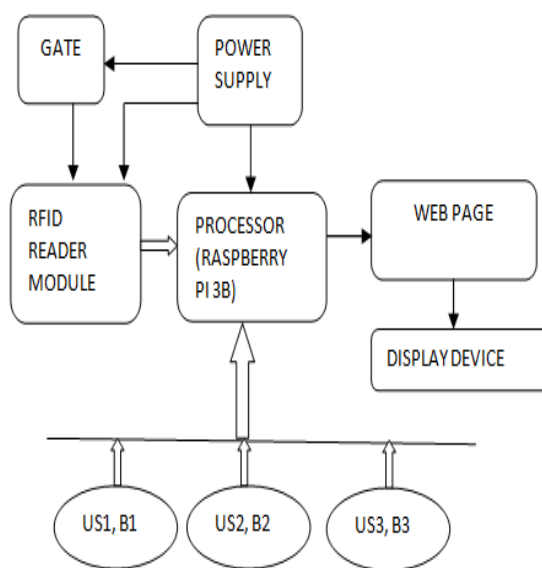 GATE
POWER
SUPPLY
RFID
READER
MODULE
PROCESSOR
(RASPBERRY
PI 3B)
WEB PAGE
DISPLAY DEVICE
US1, B1
US2, B2
US3, B3